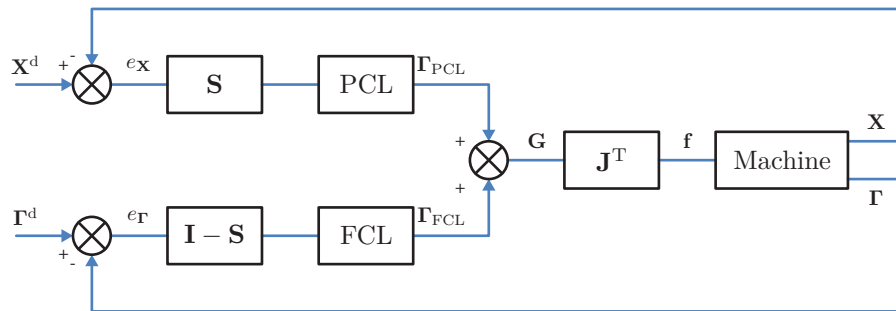 X^d
+
-
e_X
S
PCL
Γ_PCL
+
G
J^T
f
Machine
X
Γ
+
Γ^d
+
-
e_Γ
I − S
FCL
Γ_FCL